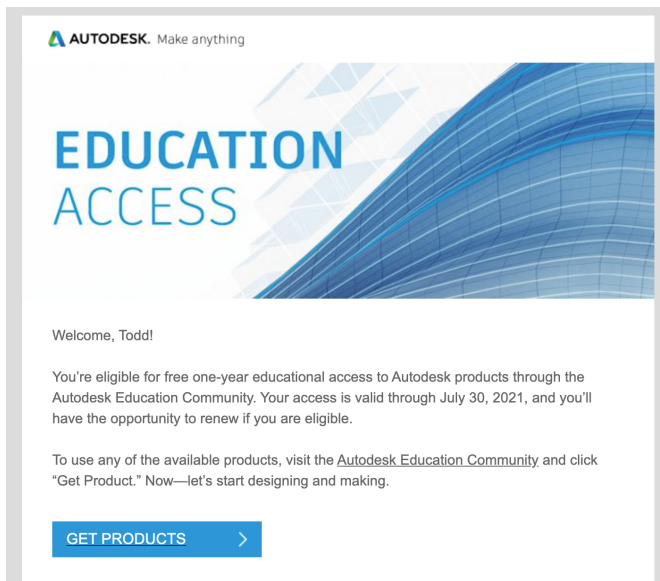 AUTODESK. Make anything
EDUCATION
ACCESS
Welcome, Todd!
You’re eligible for free one-year educational access to Autodesk products through the
Autodesk Education Community. Your access is valid through July 30, 2021, and you’ll
have the opportunity to renew if you are eligible.
To use any of the available products, visit the Autodesk Education Community and click
“Get Product.” Now—let’s start designing and making.
GET PRODUCTS